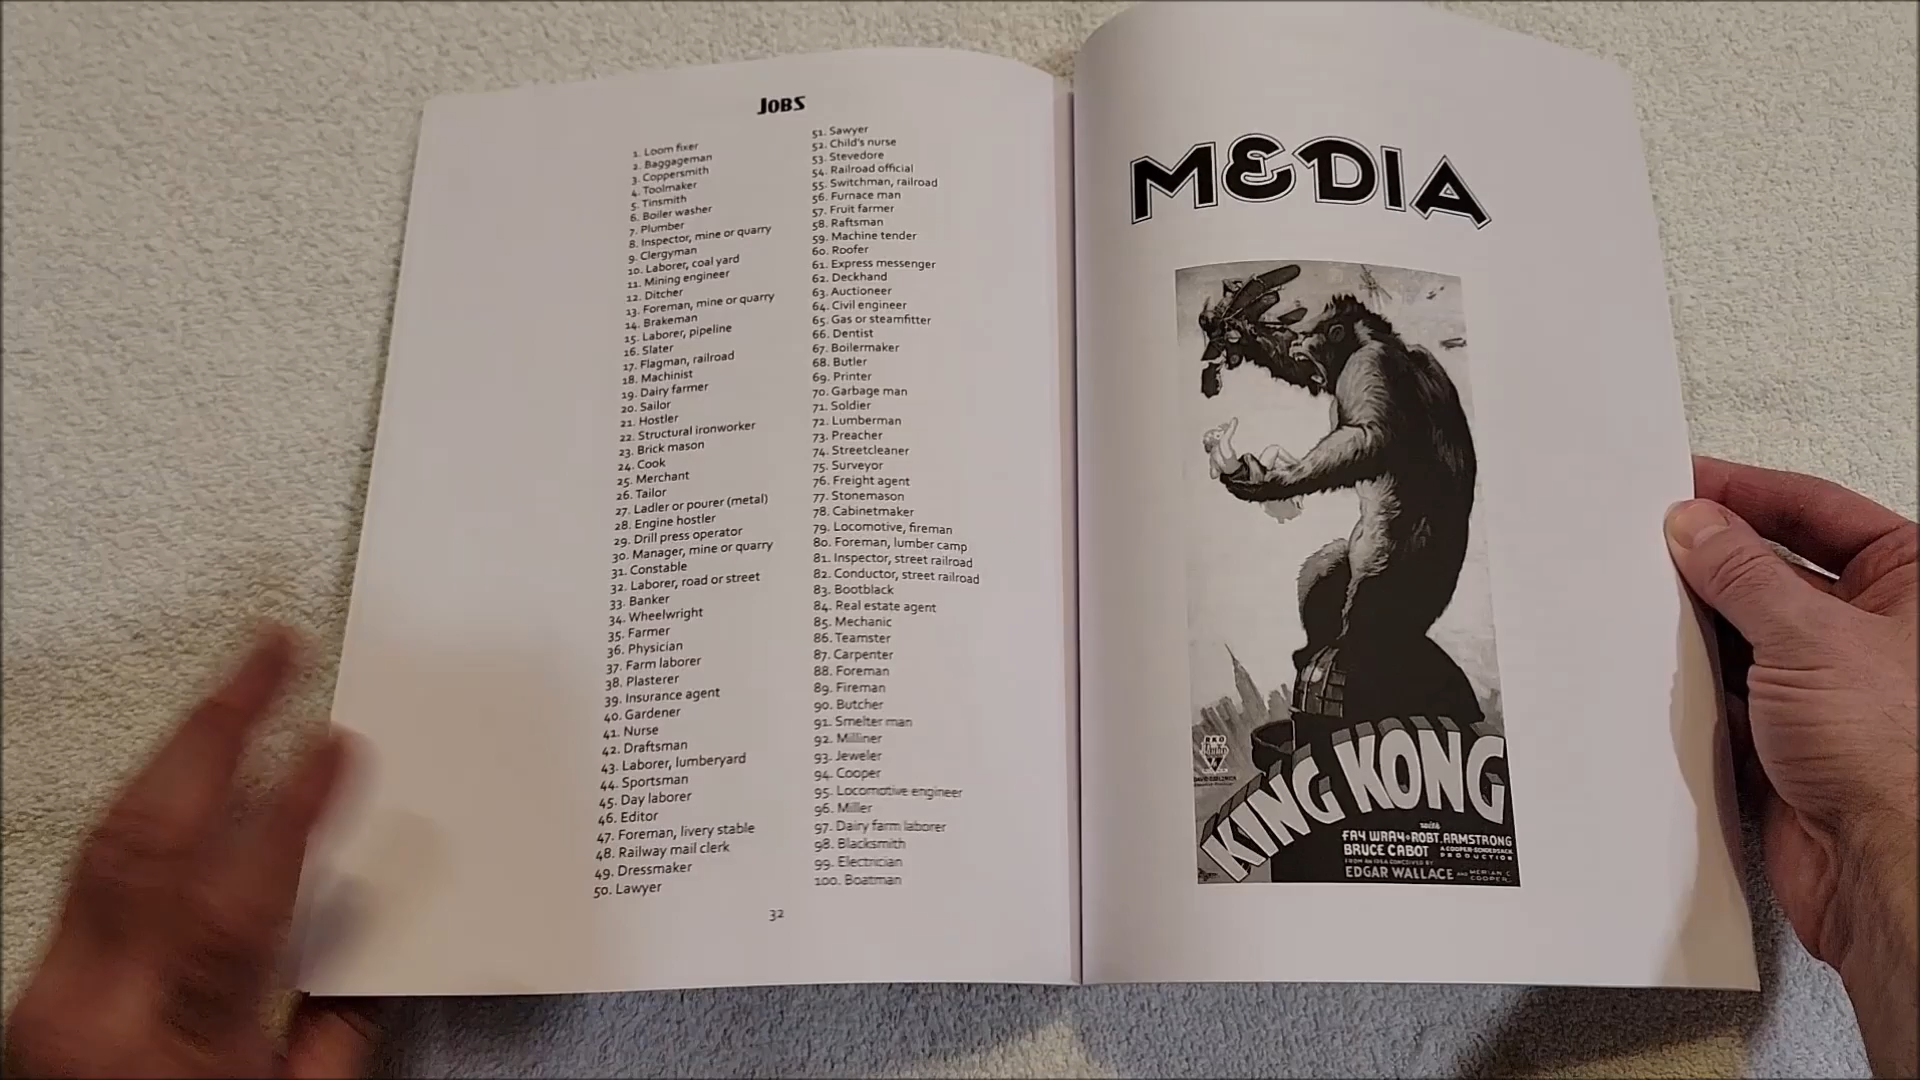 JOBS
1. Loom fixer
2. Baggageman
3. Coppersmith
4. Toolmaker
5. Tinsmith
6. Boiler washer
7. Plumber
8. Inspector, mine or quarry
9. Clergyman
10. Laborer, coal yard
11. Mining engineer
12. Ditcher
13. Foreman, mine or quarry
14. Brakeman
15. Laborer, pipeline
16. Slater
17. Flagman, railroad
18. Machinist
19. Dairy farmer
20. Sailor
21. Hostler
22. Structural ironworker
23. Brick mason
24. Cook
25. Merchant
26. Tailor
27. Ladler or pourer (metal)
28. Engine hostler
29. Drill press operator
30. Manager, mine or quarry
31. Constable
32. Laborer, road or street
33. Banker
34. Wheelwright
35. Farmer
36. Physician
37. Farm laborer
38. Plasterer
39. Insurance agent
40. Gardener
41. Nurse
42. Draftsman
43. Laborer, lumberyard
44. Sportsman
45. Day laborer
46. Editor
47. Foreman, livery stable
48. Railway mail clerk
49. Dressmaker
50. Lawyer
51. Sawyer
52. Child's nurse
53. Stevedore
54. Railroad official
55. Switchman, railroad
56. Furnace man
57. Fruit farmer
58. Raftsman
59. Machine tender
60. Roofer
61. Express messenger
62. Deckhand
63. Auctioneer
64. Civil engineer
65. Gas or steamfitter
66. Dentist
67. Boilermaker
68. Butler
69. Printer
70. Garbage man
71. Soldier
72. Lumberman
73. Preacher
74. Streetcleaner
75. Surveyor
76. Freight agent
77. Stonemason
78. Cabinetmaker
79. Locomotive, fireman
80. Foreman, lumber camp
81. Inspector, street railroad
82. Conductor, street railroad
83. Bootblack
84. Real estate agent
85. Mechanic
86. Teamster
87. Carpenter
88. Foreman
89. Fireman
90. Butcher
91. Smelter man
92. Milliner
93. Jeweler
94. Cooper
95. Locomotive engineer
96. Miller
97. Dairy farm laborer
98. Blacksmith
99. Electrician
100. Boatman
32
MEDIA
RKO
KING KONG
with
FAY WRAY • ROBT. ARMSTRONG
BRUCE CABOT A COOPER-SCHOEDSACK
PRODUCTION
FROM AN IDEA CONCEIVED BY
EDGAR WALLACE AND MERIAN C.
COOPER